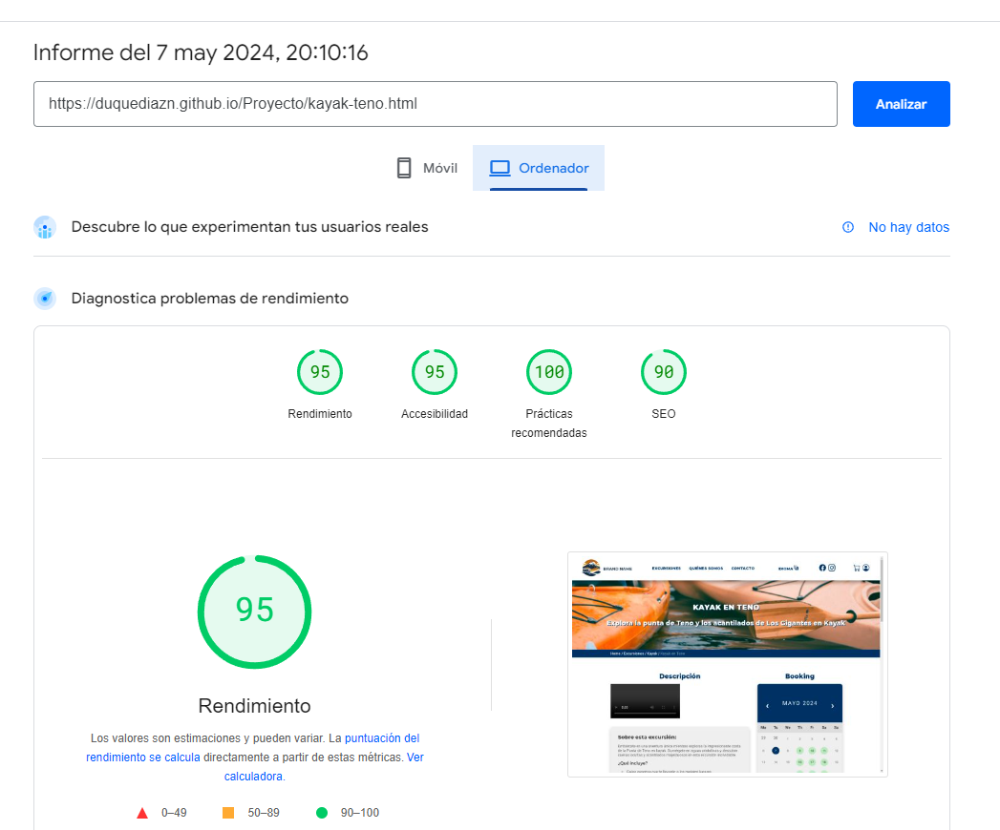 Informe del 7 may 2024, 20:10:16
https://duquediazn.github.io/Proyecto/kayak-teno.html
Analizar
Móvil
Ordenador
Descubre lo que experimentan tus usuarios reales
No hay datos
Diagnostica problemas de rendimiento
95
95
100
90
Rendimiento
Accesibilidad
Prácticas
recomendadas
SEO
95
Rendimiento
Los valores son estimaciones y pueden variar. La puntuación del
rendimiento se calcula directamente a partir de estas métricas. Ver
calculadora.
0–49
50–89
90–100
BRAND NAME
EXCURSIONES
QUIÉNES SOMOS
CONTACTO
IDIOMA
KAYAK EN TENO
Explora la punta de Teno y los acantilados de Los Gigantes en Kayak
Home / Excursiones / Kayak / Kayak en Teno
Descripción
Booking
MAYO 2024
Sobre esta excursión:
¿Qué incluye?